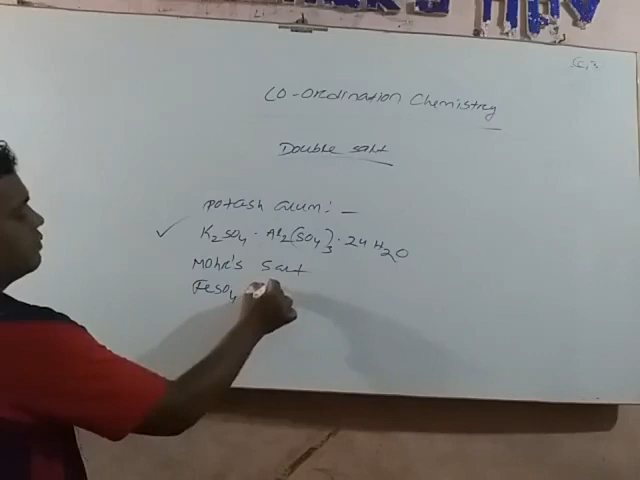 Co-ordination Chemistry
Double salt
potash alum: -
✓ K₂SO₄ · Al₂(SO₄)₃ · 24 H₂O
Mohr's Salt
FeSO₄